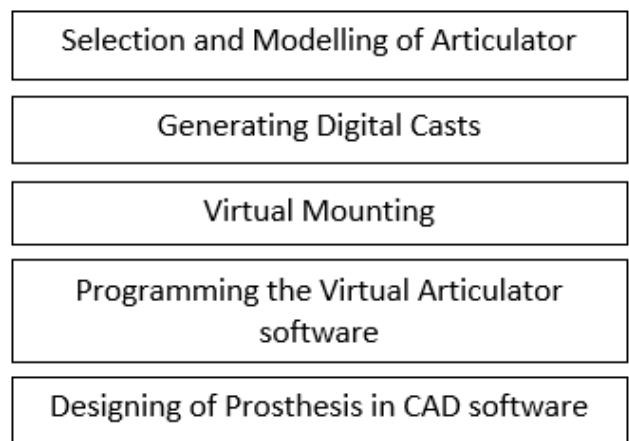 Selection and Modelling of Articulator
Generating Digital Casts
Virtual Mounting
Programming the Virtual Articulator
software
Designing of Prosthesis in CAD software